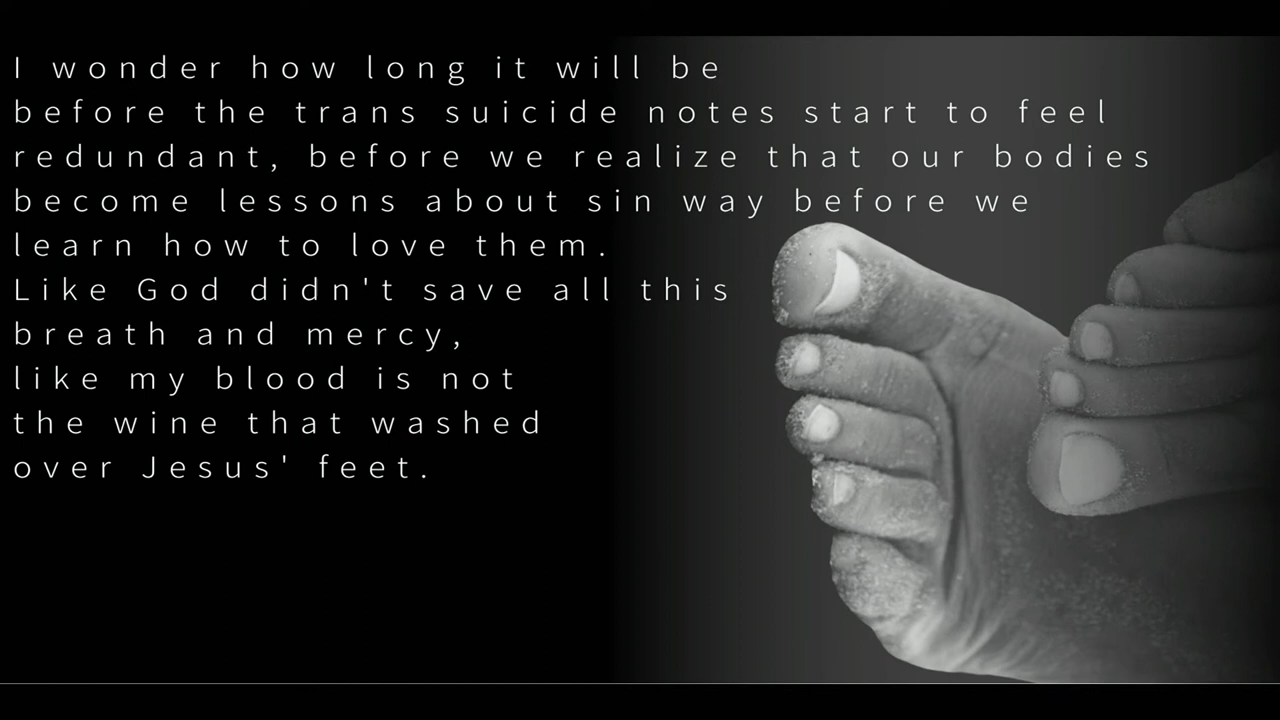 I wonder how long it will be
before the trans suicide notes start to feel
redundant, before we realize that our bodies
become lessons about sin way before we
learn how to love them.
Like God didn't save all this
breath and mercy,
like my blood is not
the wine that washed
over Jesus' feet.